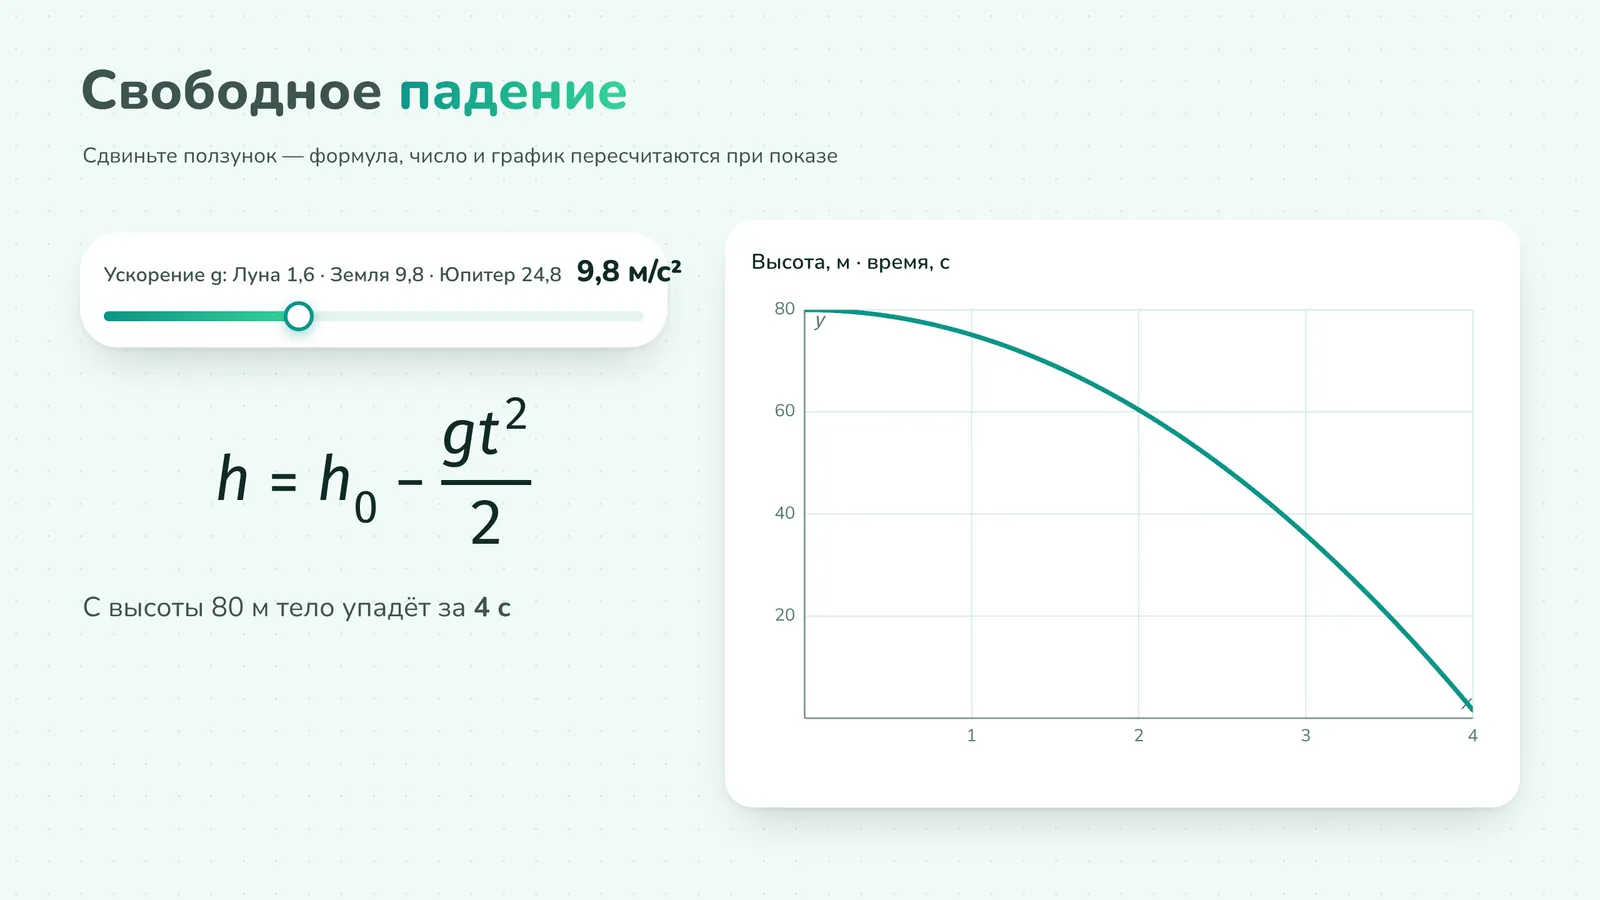 Свободное падение
Сдвиньте ползунок — формула, число и график пересчитаются при показе
Ускорение g: Луна 1,6 · Земля 9,8 · Юпитер 24,8 9,8 м/с²
h = h₀ − gt²/2
С высоты 80 м тело упадёт за 4 с
Высота, м · время, с
80
y
60
40
20
x
1 2 3 4